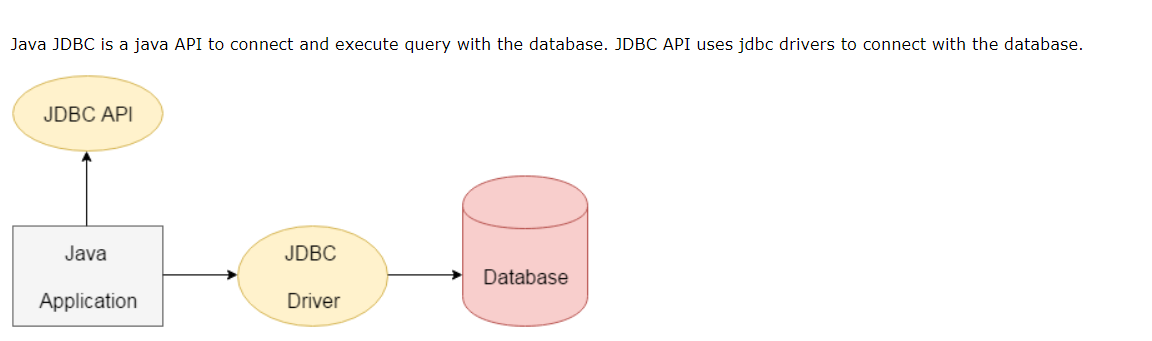 Java JDBC is a java API to connect and execute query with the database. JDBC API uses jdbc drivers to connect with the database.
JDBC API
Java
Application
JDBC
Driver
Database